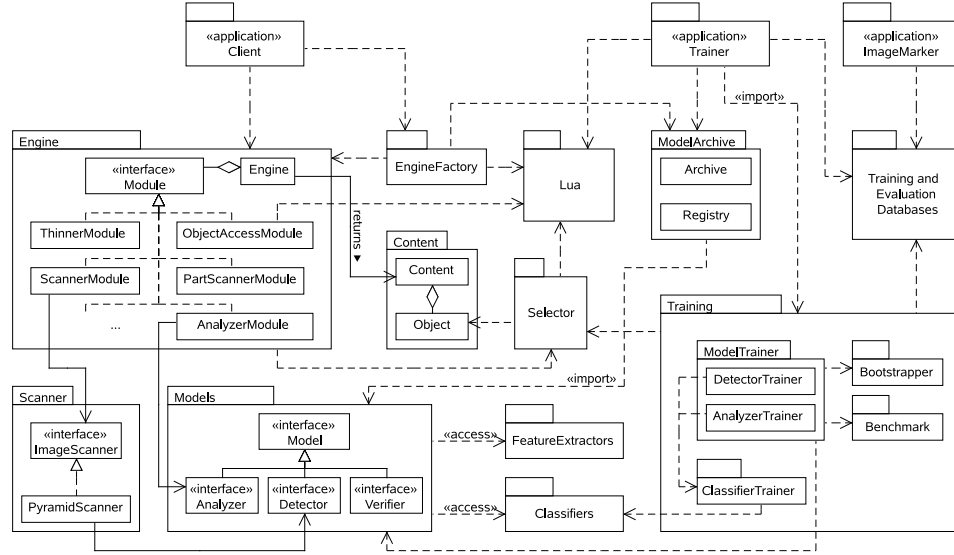 «application»
Client
«application»
Trainer
«application»
ImageMarker
«import»
Engine
«interface»
Module
Engine
ThinnerModule
ObjectAccessModule
ScannerModule
PartScannerModule
...
AnalyzerModule
returns
EngineFactory
Lua
ModelArchive
Archive
Registry
Training and
Evaluation
Databases
Content
Content
Object
Selector
Training
ModelTrainer
DetectorTrainer
AnalyzerTrainer
Bootstrapper
Benchmark
ClassifierTrainer
«import»
Scanner
«interface»
ImageScanner
PyramidScanner
Models
«interface»
Model
«interface»
Analyzer
«interface»
Detector
«interface»
Verifier
«access»
FeatureExtractors
«access»
Classifiers